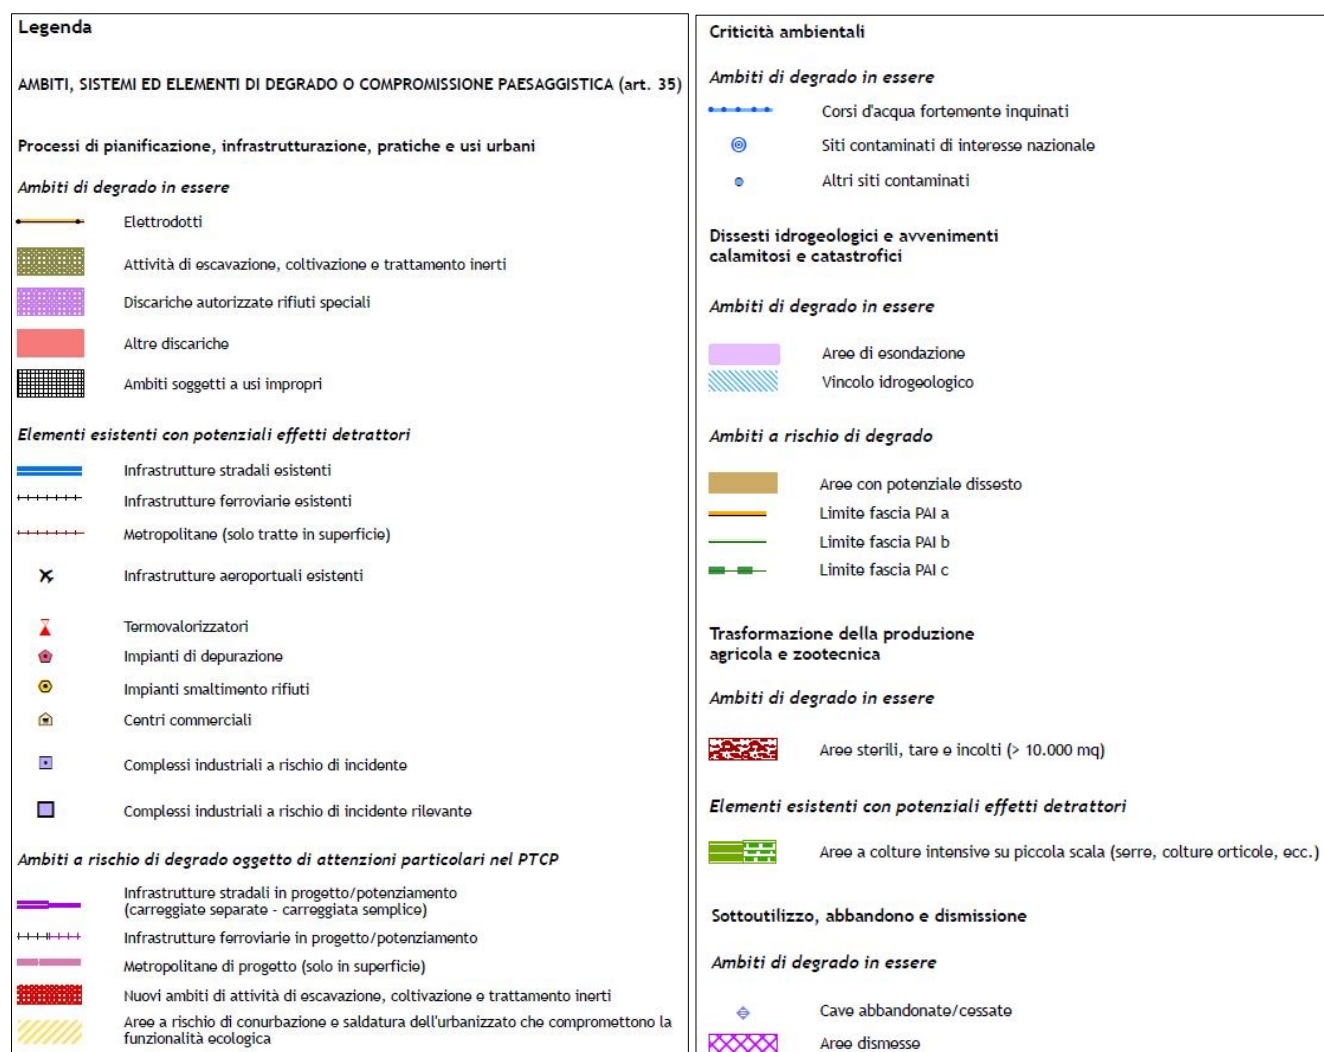 Legenda
AMBITI, SISTEMI ED ELEMENTI DI DEGRADO O COMPROMISSIONE PAESAGGISTICA (art. 35)
Processi di pianificazione, infrastrutturazione, pratiche e usi urbani
Ambiti di degrado in essere
Elettrodotti
Attività di escavazione, coltivazione e trattamento inerti
Discariche autorizzate rifiuti speciali
Altre discariche
Ambiti soggetti a usi impropri
Elementi esistenti con potenziali effetti detrattori
Infrastrutture stradali esistenti
Infrastrutture ferroviarie esistenti
Metropolitane (solo tratte in superficie)
Infrastrutture aeroportuali esistenti
Termovalorizzatori
Impianti di depurazione
Impianti smaltimento rifiuti
Centri commerciali
Complessi industriali a rischio di incidente
Complessi industriali a rischio di incidente rilevante
Ambiti a rischio di degrado oggetto di attenzioni particolari nel PTCP
Infrastrutture stradali in progetto/potenziamento
(carreggiate separate - carreggiata semplice)
Infrastrutture ferroviarie in progetto/potenziamento
Metropolitane di progetto (solo in superficie)
Nuovi ambiti di attività di escavazione, coltivazione e trattamento inerti
Aree a rischio di conurbazione e saldatura dell'urbanizzato che compromettono la
funzionalità ecologica
Criticità ambientali
Ambiti di degrado in essere
Corsi d'acqua fortemente inquinati
Siti contaminati di interesse nazionale
Altri siti contaminati
Dissesti idrogeologici e avvenimenti
calamitosi e catastrofici
Ambiti di degrado in essere
Aree di esondazione
Vincolo idrogeologico
Ambiti a rischio di degrado
Aree con potenziale dissesto
Limite fascia PAI a
Limite fascia PAI b
Limite fascia PAI c
Trasformazione della produzione
agricola e zootecnica
Ambiti di degrado in essere
Aree sterili, tare e incolti (> 10.000 mq)
Elementi esistenti con potenziali effetti detrattori
Aree a colture intensive su piccola scala (serre, colture orticole, ecc.)
Sottoutilizzo, abbandono e dismissione
Ambiti di degrado in essere
Cave abbandonate/cessate
Aree dismesse